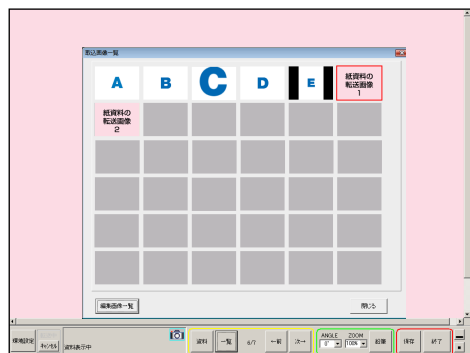 取込画像一覧
A
B
C
D
E
紙資料の
転送画像
1
紙資料の
転送画像
2
編集画像一覧
閉じる
環境設定
キャンセル
資料表示中
資料
一覧
6/7
←前
次→
ANGLE
0°
ZOOM
100%
鉛筆
保存
終了